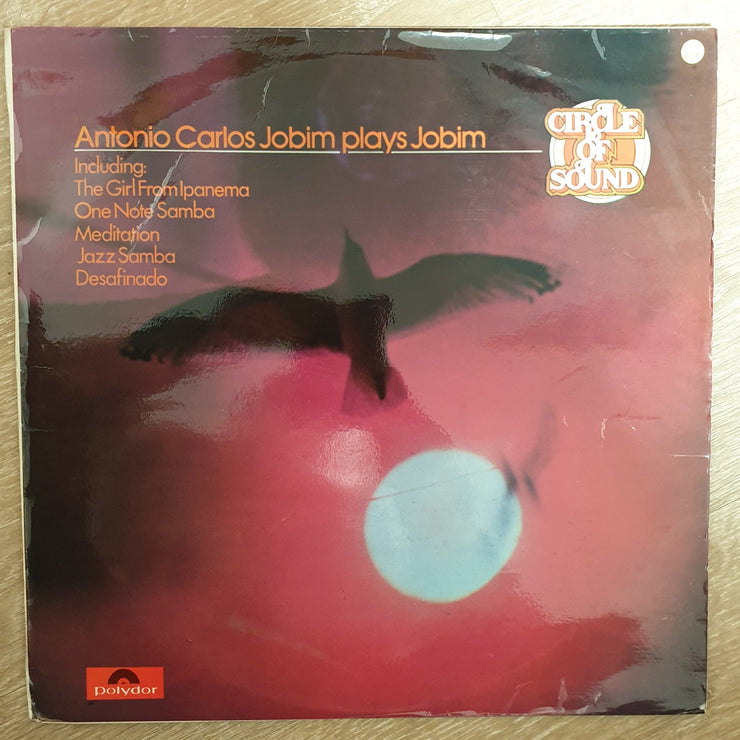 Antonio Carlos Jobim plays Jobim
Including:
The Girl From Ipanema
One Note Samba
Meditation
Jazz Samba
Desafinado
A
CIRCLE
OF
SOUND
polydor